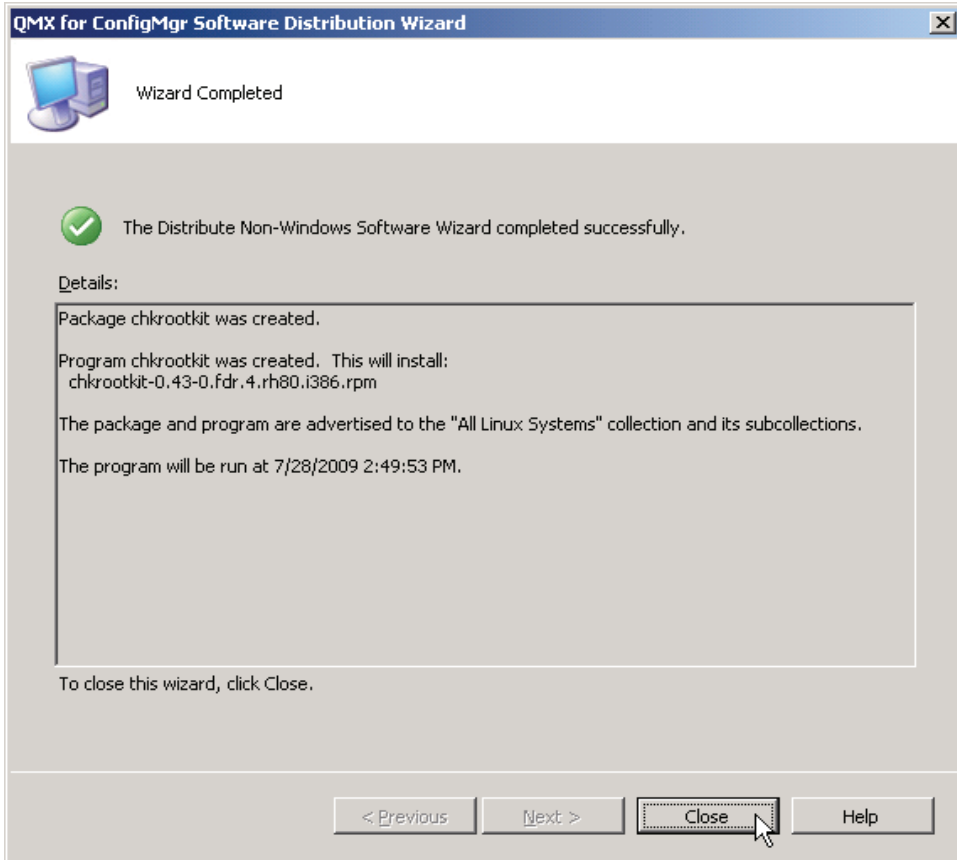 QMX for ConfigMgr Software Distribution Wizard
Wizard Completed
The Distribute Non-Windows Software Wizard completed successfully.
Details:
Package chkrootkit was created.
Program chkrootkit was created.  This will install:
chkrootkit-0.43-0.fdr.4.rh80.i386.rpm
The package and program are advertised to the "All Linux Systems" collection and its subcollections.
The program will be run at 7/28/2009 2:49:53 PM.
To close this wizard, click Close.
< Previous
Next >
Close
Help